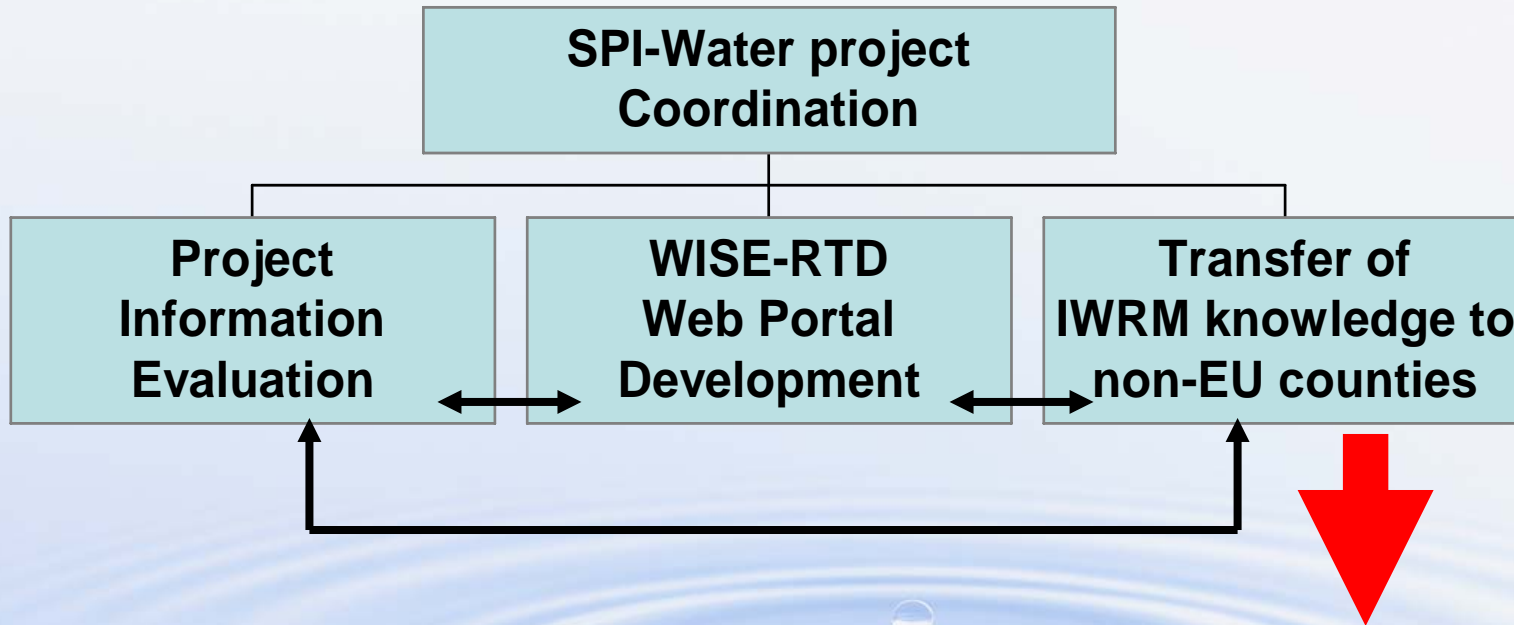 SPI-Water project
Coordination
Project
Information
Evaluation
WISE-RTD
Web Portal
Development
Transfer of
IWRM knowledge to
non-EU counties